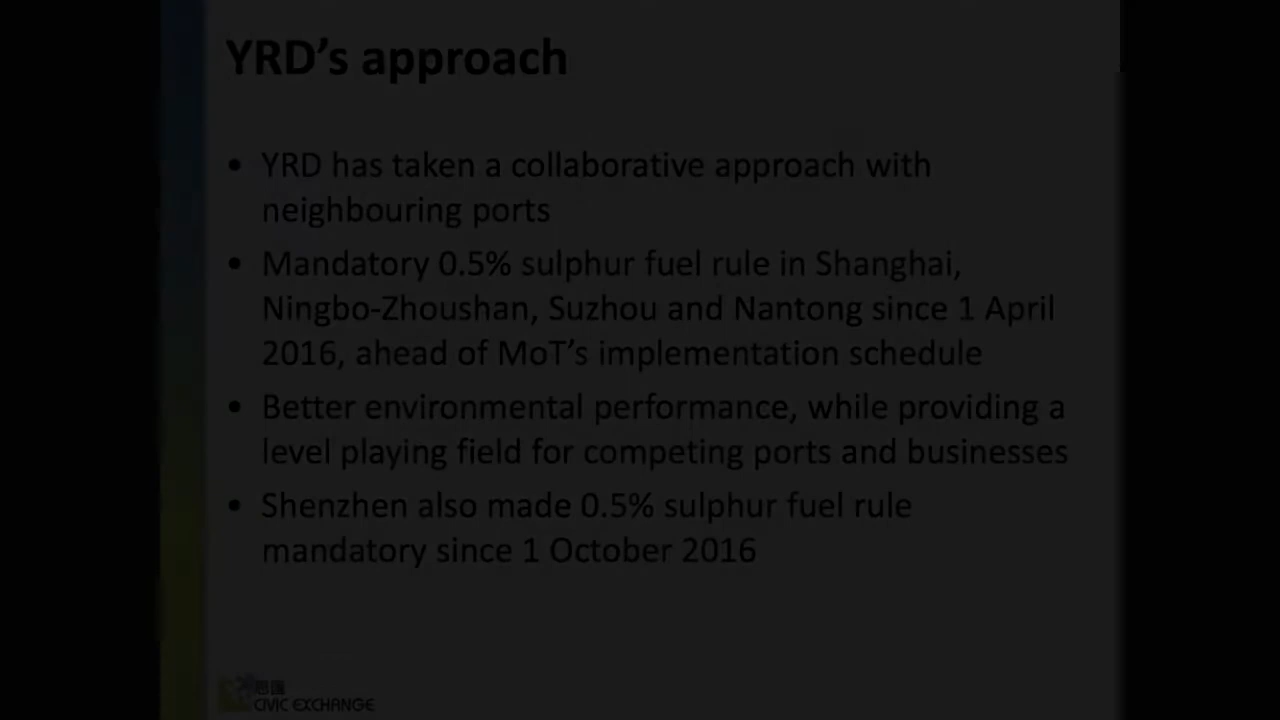 YRD's approach
• YRD has taken a collaborative approach with
neighbouring ports
• Mandatory 0.5% sulphur fuel rule in Shanghai,
Ningbo-Zhoushan, Suzhou and Nantong since 1 April
2016, ahead of MoT's implementation schedule
• Better environmental performance, while providing a
level playing field for competing ports and businesses
• Shenzhen also made 0.5% sulphur fuel rule
mandatory since 1 October 2016
思匯
CIVIC EXCHANGE